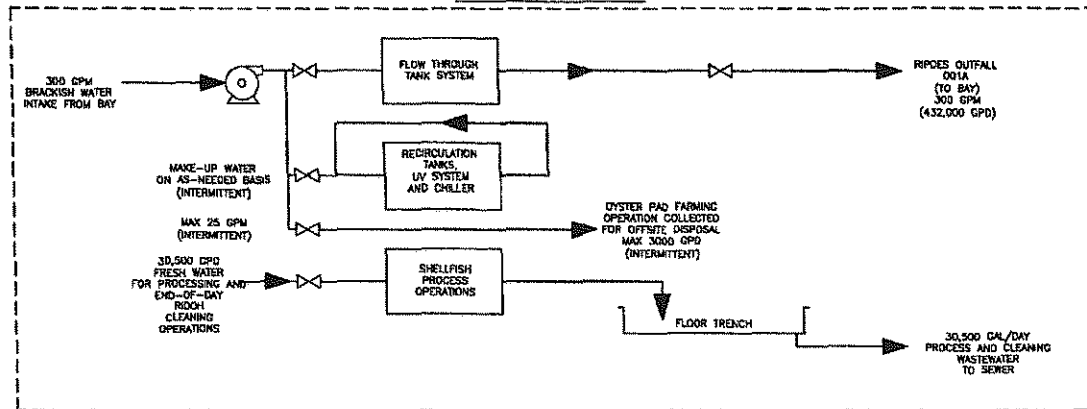 300 GPM
BRACKISH WATER
INTAKE FROM BAY
FLOW THROUGH
TANK SYSTEM
RIPDES OUTFALL
001A
(TO BAY)
300 GPM
(432,000 GPD)
MAKE-UP WATER
ON AS-NEEDED BASIS
(INTERMITTENT)
RECIRCULATION
TANKS,
UV SYSTEM
AND CHILLER
MAX 25 GPM
(INTERMITTENT)
OYSTER PAD FARMING
OPERATION COLLECTED
FOR OFFSITE DISPOSAL
MAX 3000 GPD
(INTERMITTENT)
30,500 GPD
FRESH WATER
FOR PROCESSING AND
END-OF-DAY
RIDOH
CLEANING
OPERATIONS
SHELLFISH
PROCESS
OPERATIONS
FLOOR TRENCH
30,500 GAL/DAY
PROCESS AND CLEANING
WASTEWATER
TO SEWER